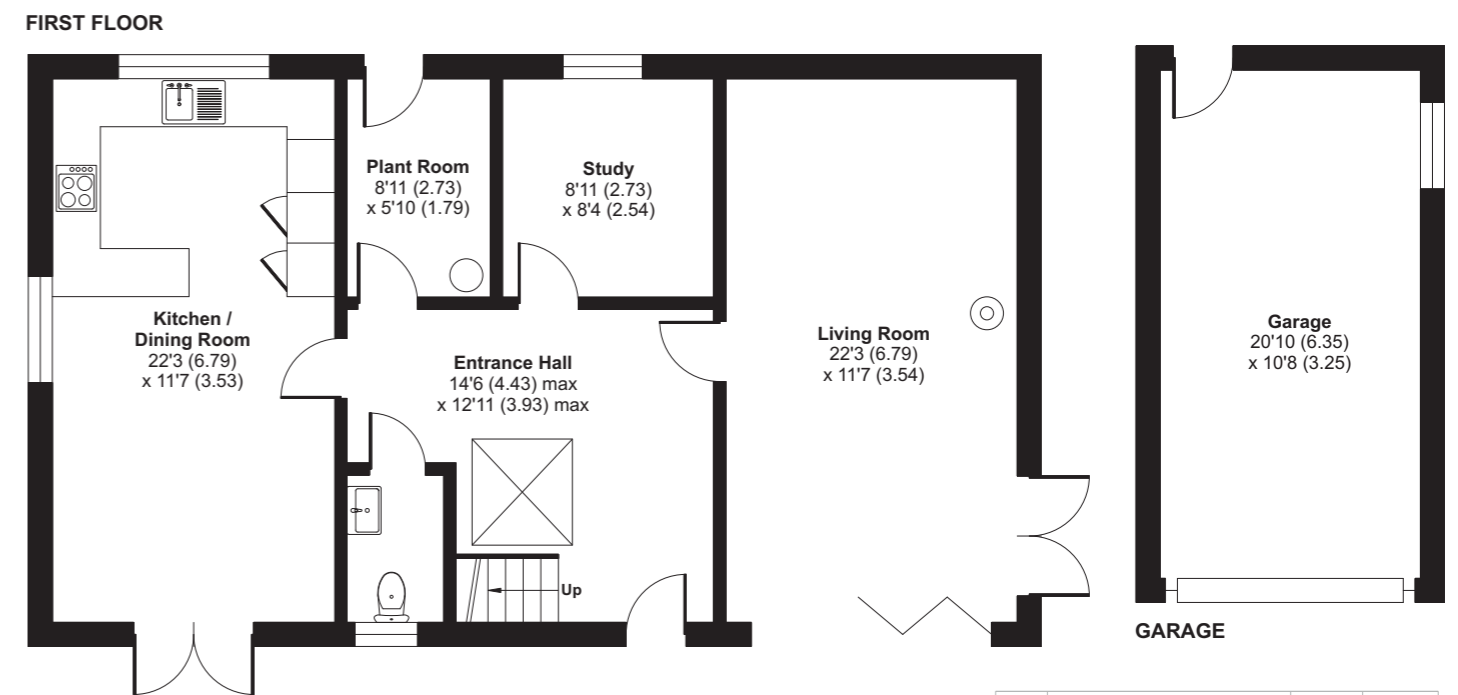 FIRST FLOOR
Plant Room
8'11 (2.73)
x 5'10 (1.79)
Study
8'11 (2.73)
x 8'4 (2.54)
Kitchen /
Dining Room
22'3 (6.79)
x 11'7 (3.53)
Entrance Hall
14'6 (4.43) max
x 12'11 (3.93) max
Living Room
22'3 (6.79)
x 11'7 (3.54)
Garage
20'10 (6.35)
x 10'8 (3.25)
Up
GARAGE